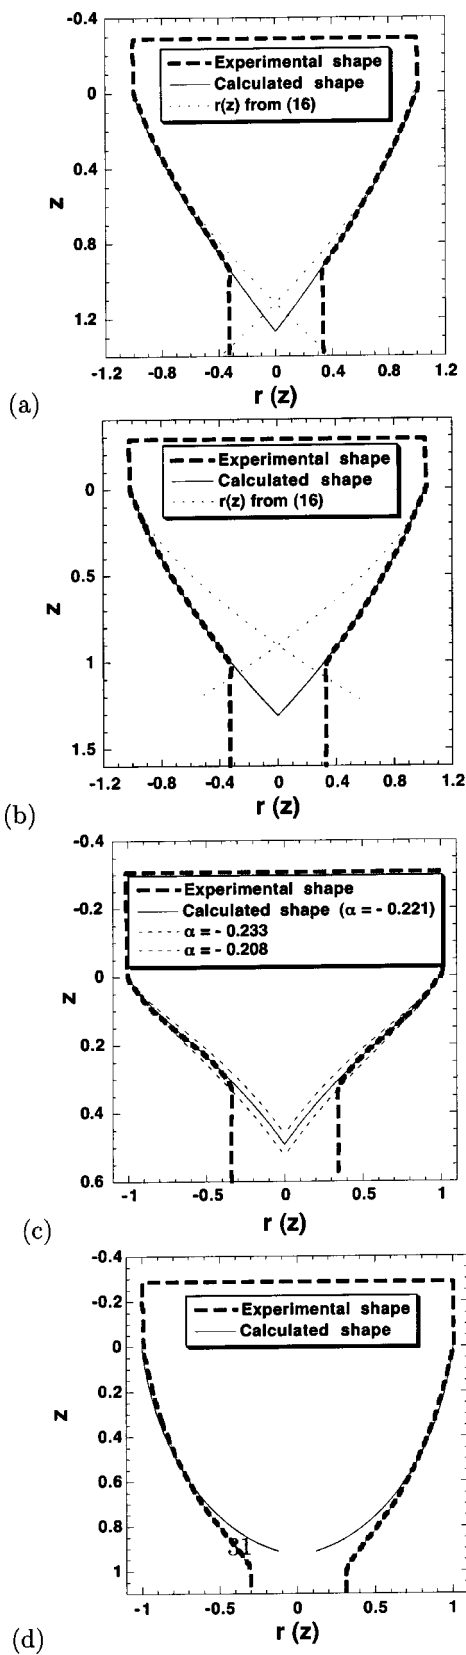 -0.4
0
0.4
0.8
1.2
z
Experimental shape
Calculated shape
r(z) from (16)
-1.2 -0.8 -0.4 0 0.4 0.8 1.2
r (z)
(a)
0
0.5
1
1.5
z
Experimental shape
Calculated shape
r(z) from (16)
-1.2 -0.8 -0.4 0 0.4 0.8 1.2
r (z)
(b)
-0.4
-0.2
0
0.2
0.4
0.6
z
Experimental shape
Calculated shape (α = - 0.221)
α = - 0.233
α = - 0.208
-1 -0.5 0 0.5 1
r (z)
(c)
-0.4
-0.2
0
0.2
0.4
0.6
0.8
1
z
Experimental shape
Calculated shape
31
-1 -0.5 0 0.5 1
r (z)
(d)